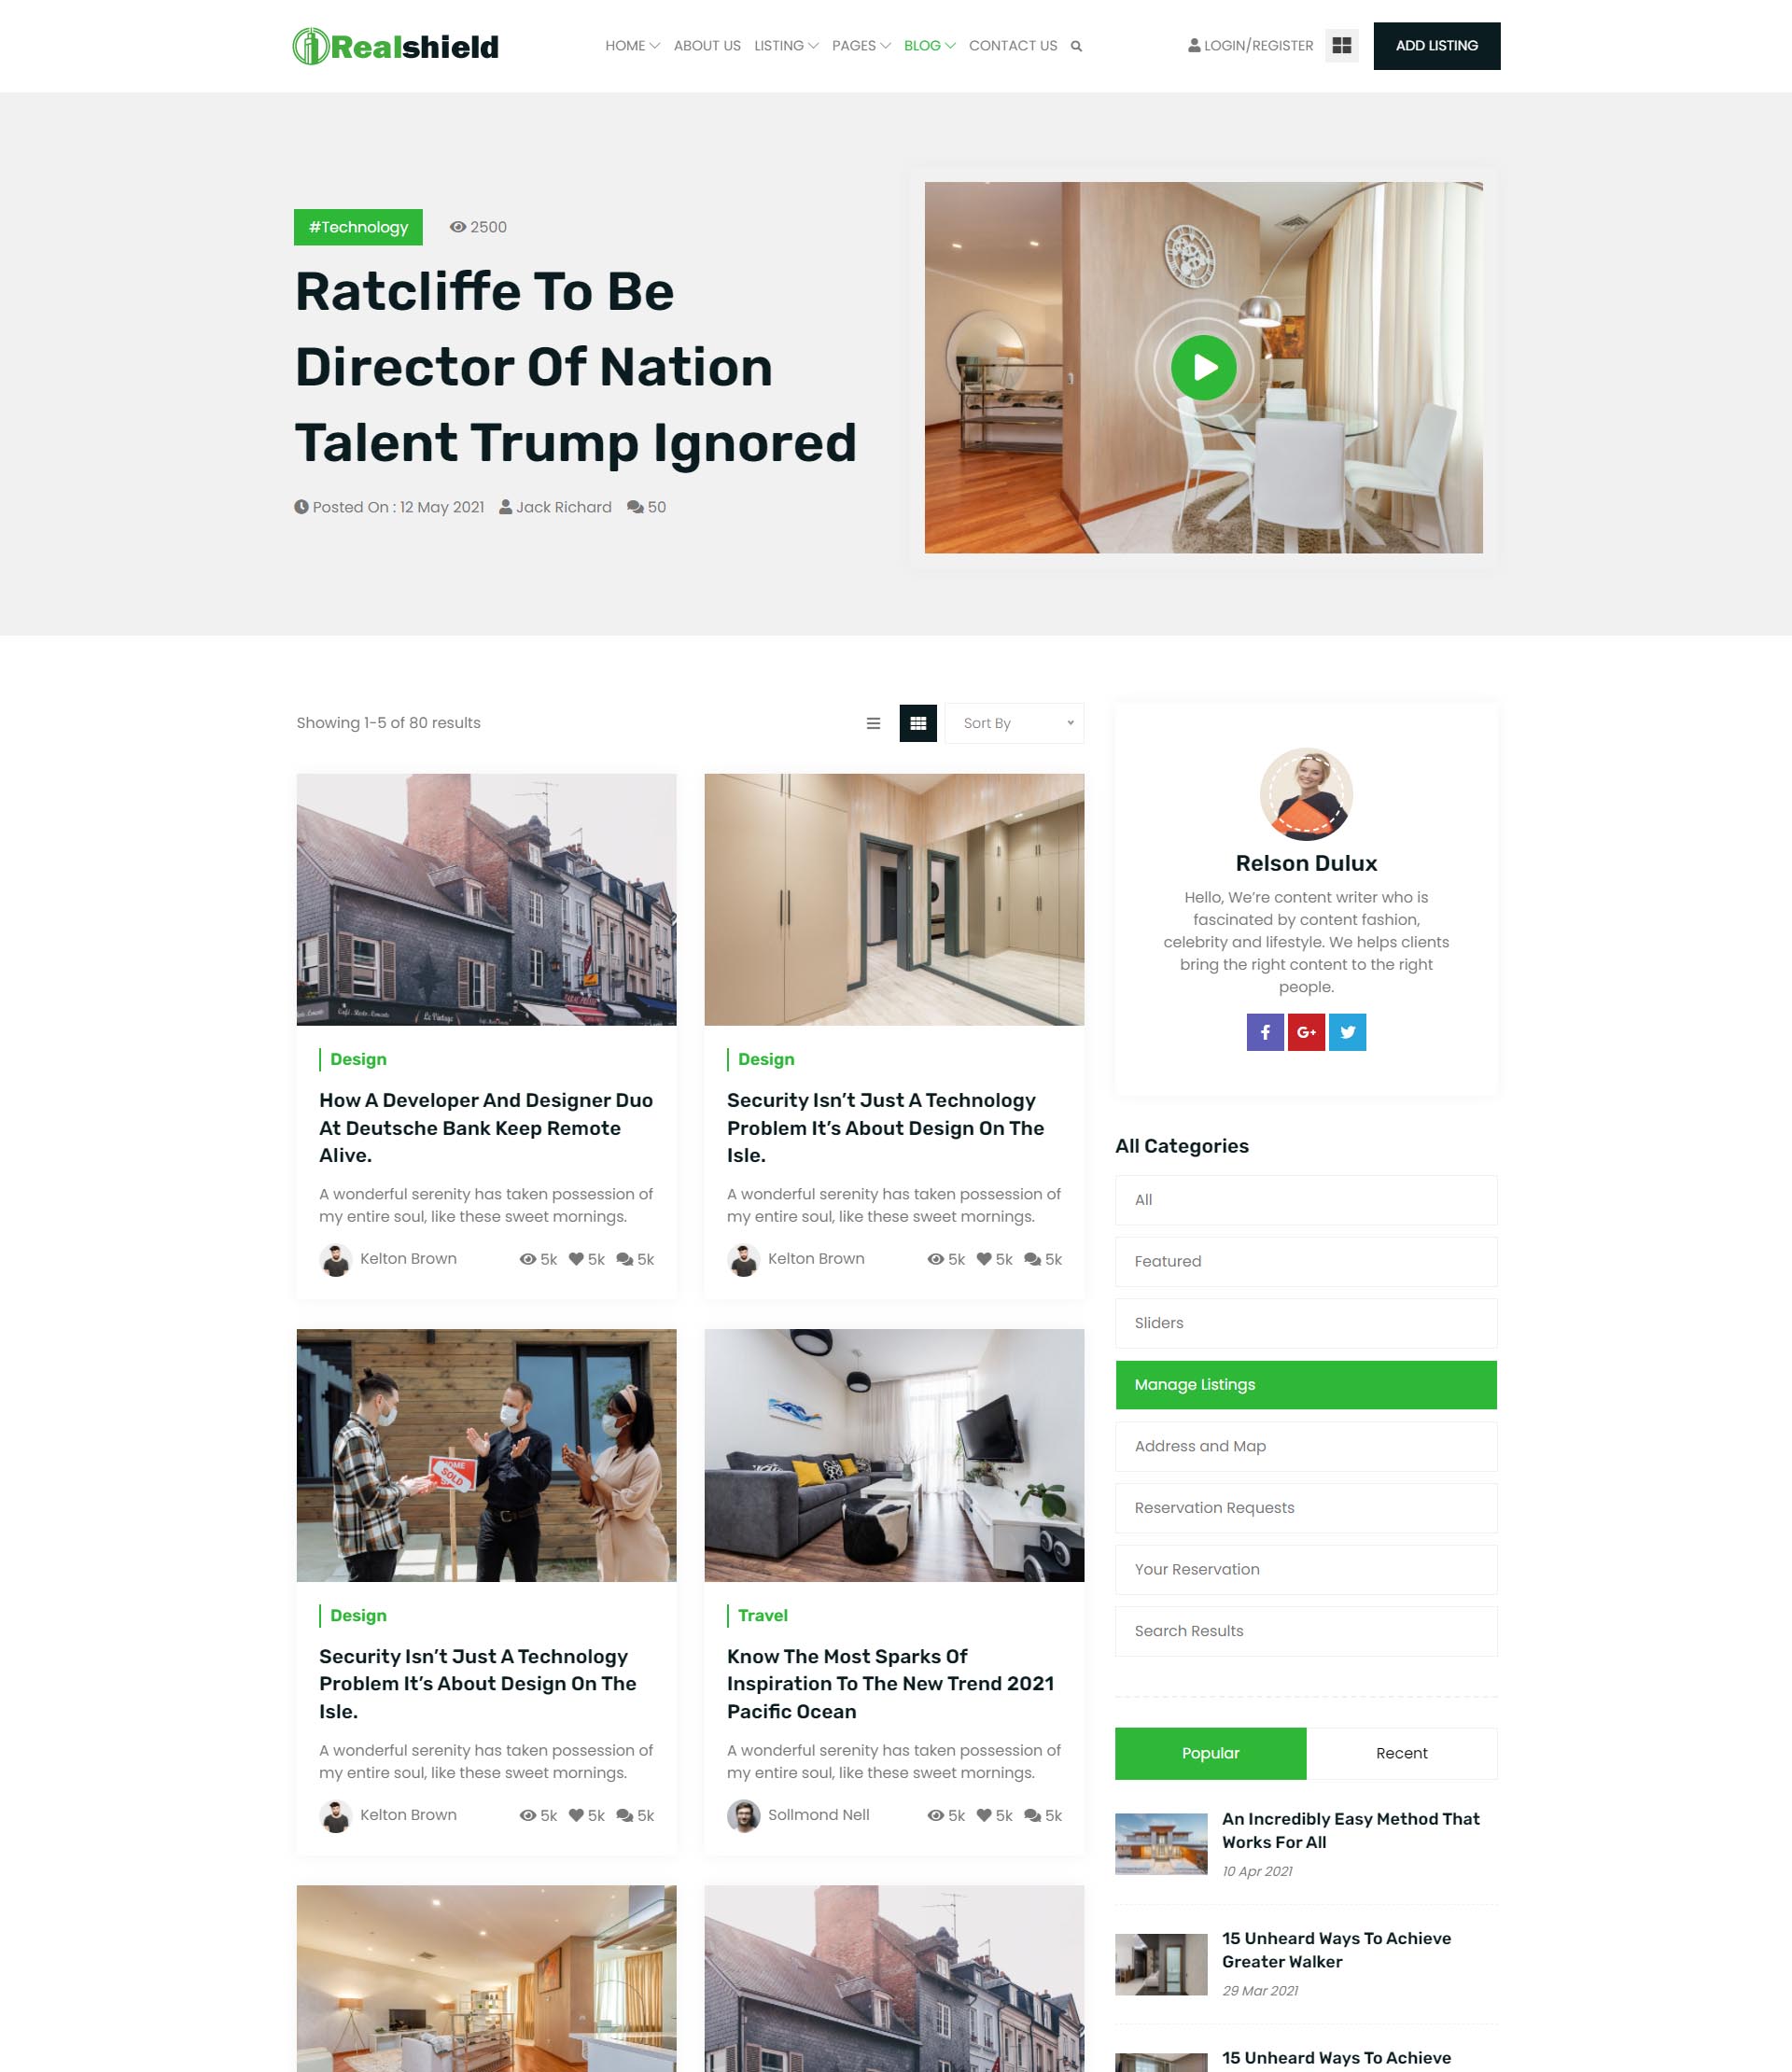 Realshield
HOME
ABOUT US
LISTING
PAGES
BLOG
CONTACT US
LOGIN/REGISTER
ADD LISTING
#Technology
2500
Ratcliffe To Be
Director Of Nation
Talent Trump Ignored
Posted On : 12 May 2021
Jack Richard
50
Showing 1-5 of 80 results
Sort By
Design
How A Developer And Designer Duo
At Deutsche Bank Keep Remote
Alive.
A wonderful serenity has taken possession of
my entire soul, like these sweet mornings.
Kelton Brown
5k
5k
5k
Design
Security Isn’t Just A Technology
Problem It’s About Design On The
Isle.
A wonderful serenity has taken possession of
my entire soul, like these sweet mornings.
Kelton Brown
5k
5k
5k
HOME
SOLD
Design
Security Isn’t Just A Technology
Problem It’s About Design On The
Isle.
A wonderful serenity has taken possession of
my entire soul, like these sweet mornings.
Kelton Brown
5k
5k
5k
Travel
Know The Most Sparks Of
Inspiration To The New Trend 2021
Pacific Ocean
A wonderful serenity has taken possession of
my entire soul, like these sweet mornings.
Sollmond Nell
5k
5k
5k
Relson Dulux
Hello, We’re content writer who is
fascinated by content fashion,
celebrity and lifestyle. We helps clients
bring the right content to the right
people.
All Categories
All
Featured
Sliders
Manage Listings
Address and Map
Reservation Requests
Your Reservation
Search Results
Popular
Recent
An Incredibly Easy Method That
Works For All
10 Apr 2021
15 Unheard Ways To Achieve
Greater Walker
29 Mar 2021
15 Unheard Ways To Achieve